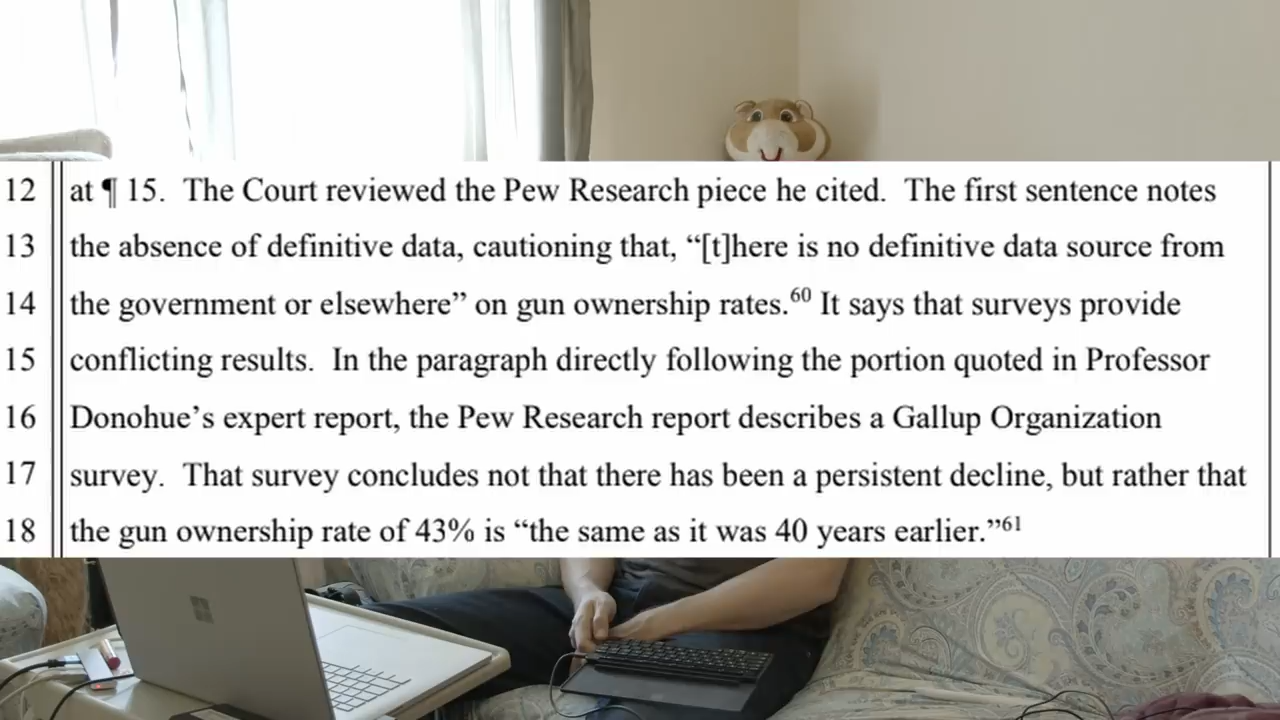 12 at ¶ 15. The Court reviewed the Pew Research piece he cited. The first sentence notes
13 the absence of definitive data, cautioning that, “[t]here is no definitive data source from
14 the government or elsewhere” on gun ownership rates.60 It says that surveys provide
15 conflicting results. In the paragraph directly following the portion quoted in Professor
16 Donohue’s expert report, the Pew Research report describes a Gallup Organization
17 survey. That survey concludes not that there has been a persistent decline, but rather that
18 the gun ownership rate of 43% is “the same as it was 40 years earlier.”61